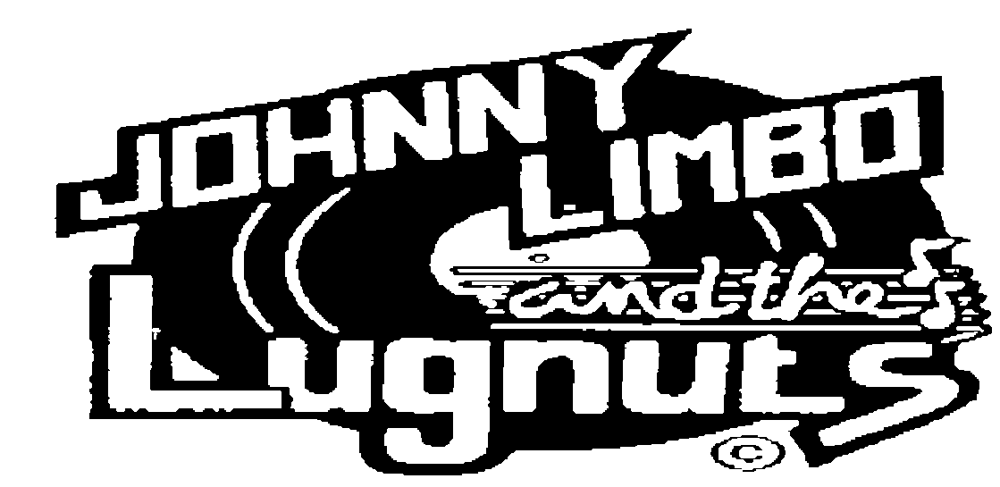 JOHNNY
LIMBO
and the
Lugnuts
©